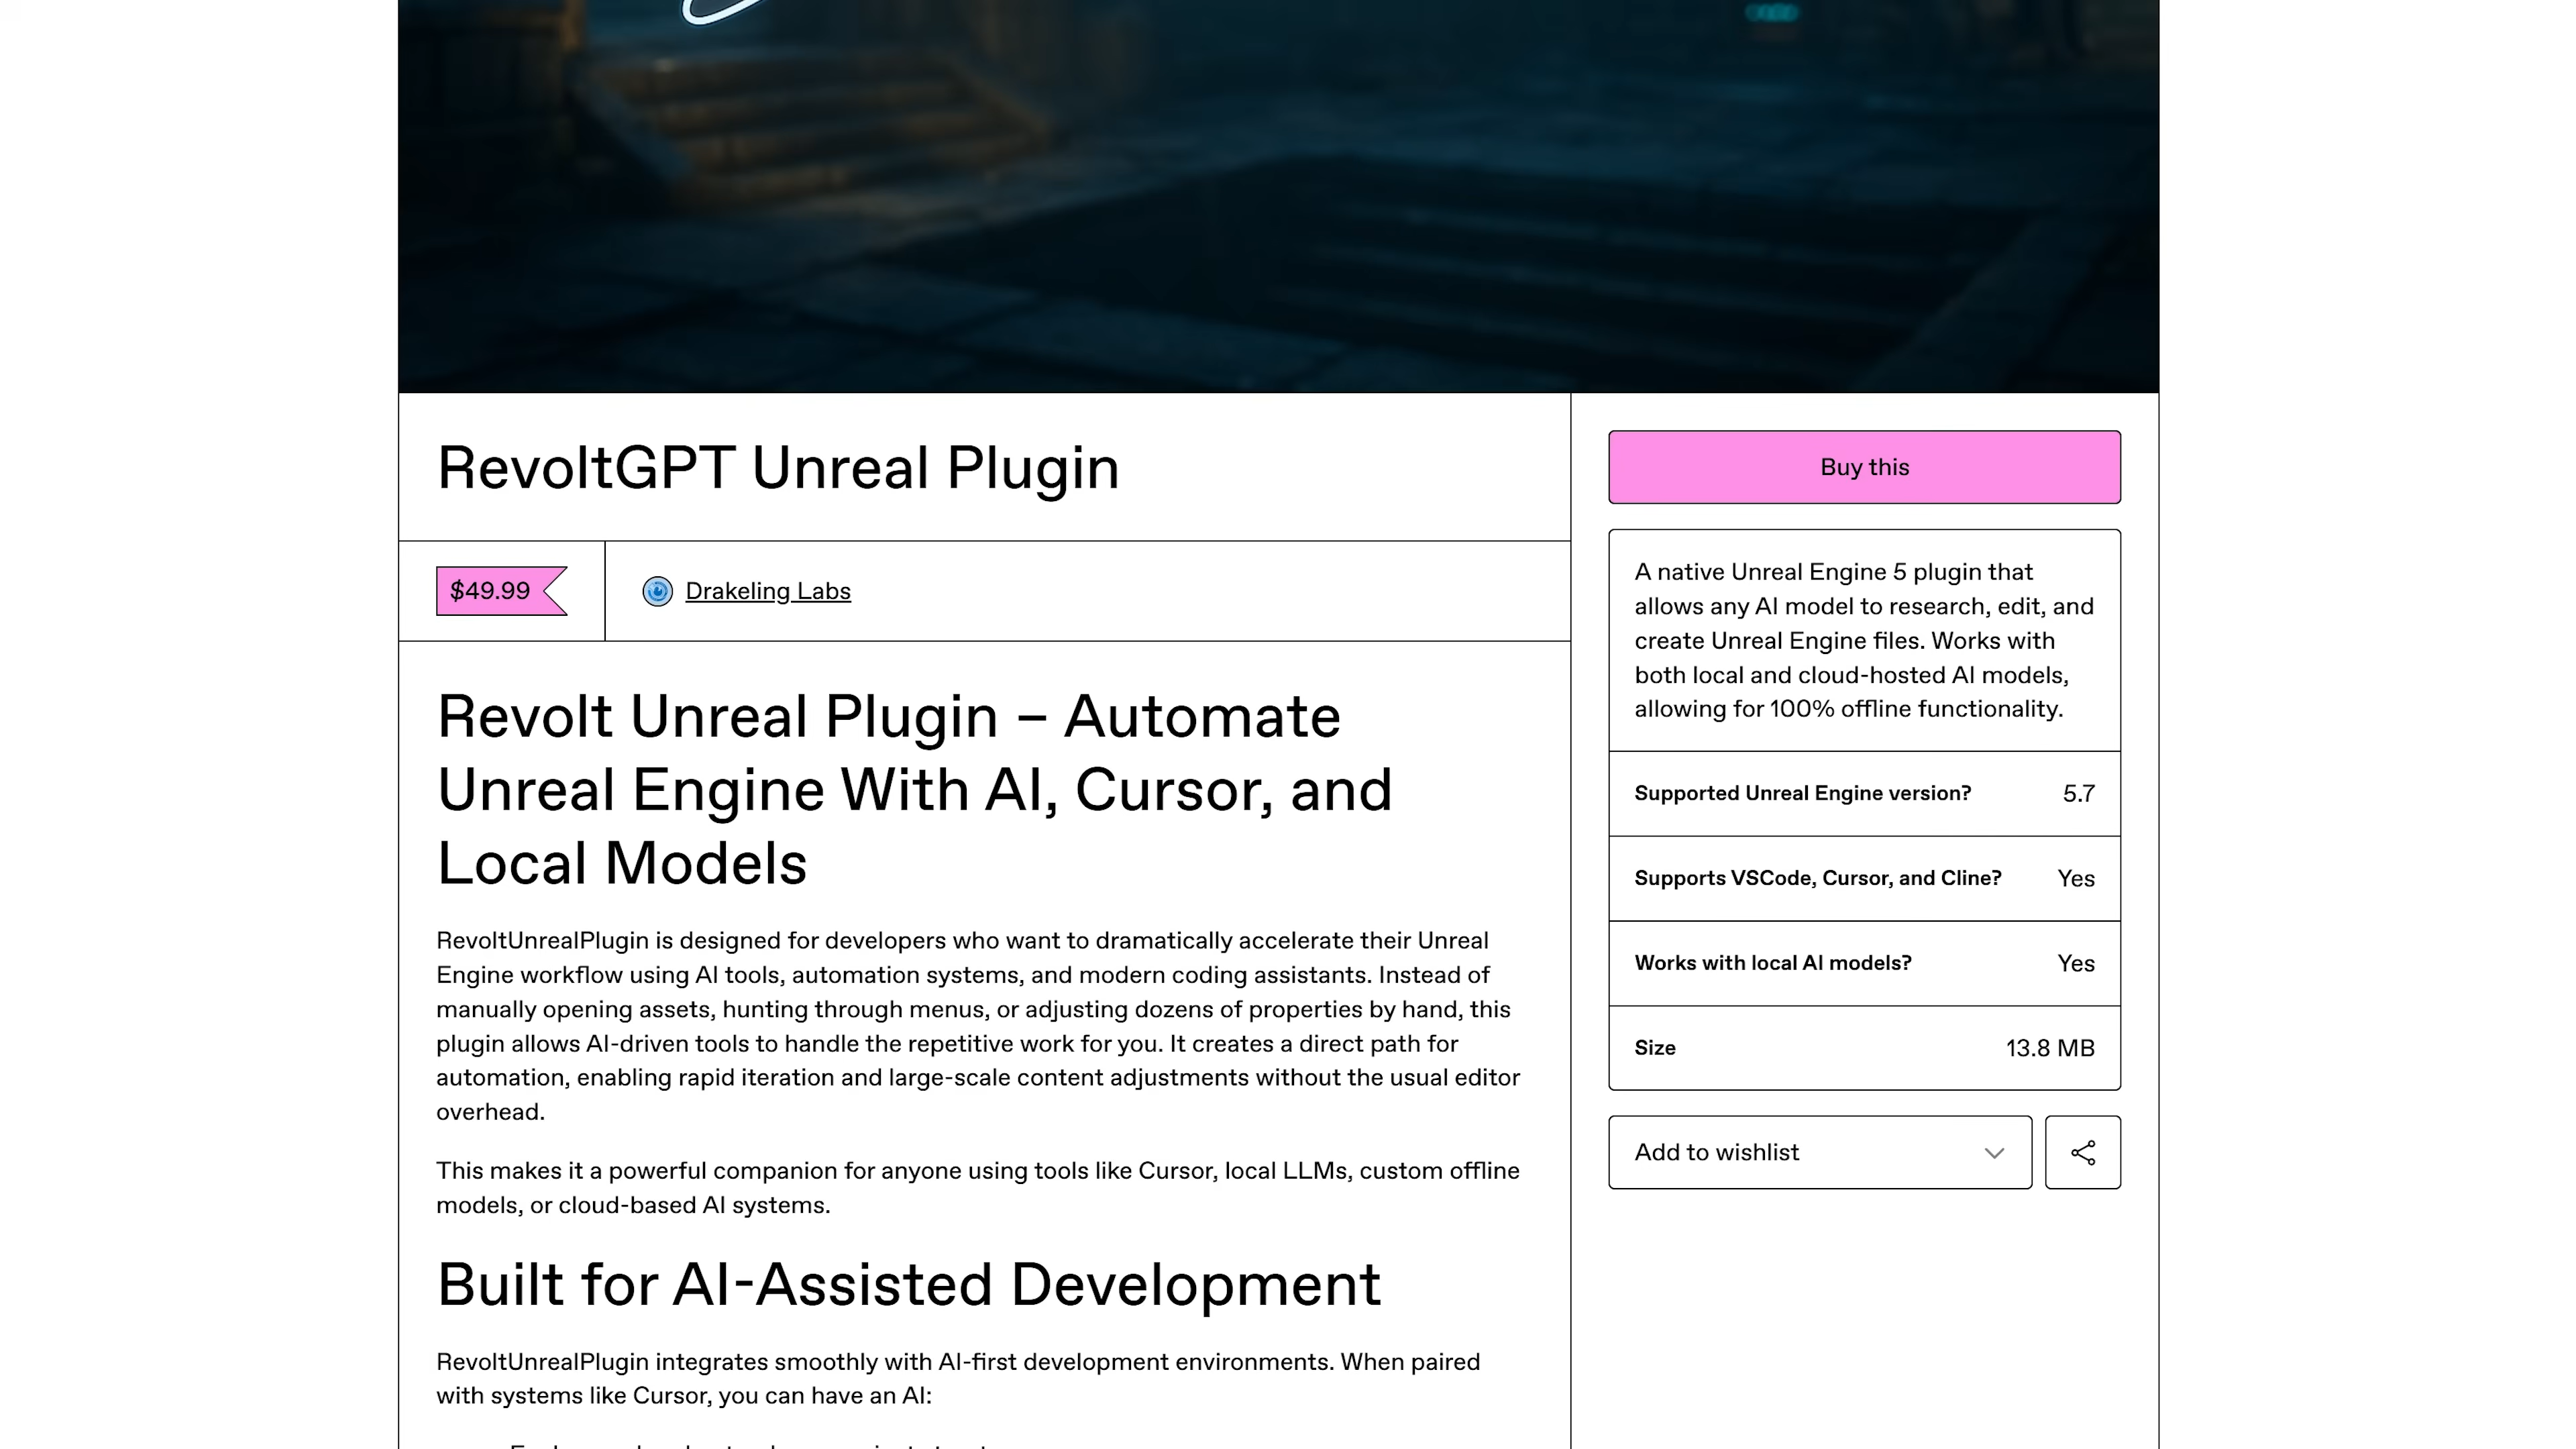 RevoltGPT Unreal Plugin
$49.99
Drakeling Labs
Revolt Unreal Plugin – Automate
Unreal Engine With AI, Cursor, and
Local Models
RevoltUnrealPlugin is designed for developers who want to dramatically accelerate their Unreal
Engine workflow using AI tools, automation systems, and modern coding assistants. Instead of
manually opening assets, hunting through menus, or adjusting dozens of properties by hand, this
plugin allows AI-driven tools to handle the repetitive work for you. It creates a direct path for
automation, enabling rapid iteration and large-scale content adjustments without the usual editor
overhead.
This makes it a powerful companion for anyone using tools like Cursor, local LLMs, custom offline
models, or cloud-based AI systems.
Built for AI-Assisted Development
RevoltUnrealPlugin integrates smoothly with AI-first development environments. When paired
with systems like Cursor, you can have an AI:
Buy this
A native Unreal Engine 5 plugin that
allows any AI model to research, edit, and
create Unreal Engine files. Works with
both local and cloud-hosted AI models,
allowing for 100% offline functionality.
Supported Unreal Engine version? 5.7
Supports VSCode, Cursor, and Cline? Yes
Works with local AI models? Yes
Size 13.8 MB
Add to wishlist